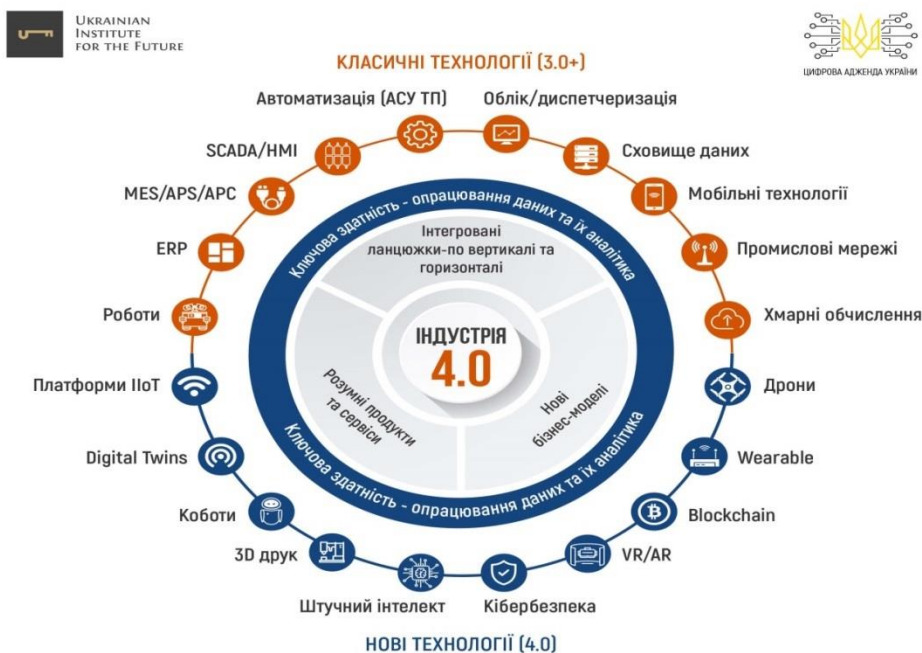 UKRAINIAN
INSTITUTE
FOR THE FUTURE
ЦИФРОВА АДЖЕНДА УКРАЇНИ
КЛАСИЧНІ ТЕХНОЛОГІЇ (3.0+)
Автоматизація (АСУ ТП)
Облік/диспетчеризація
SCADA/HMI
Сховище даних
MES/APS/APC
Мобільні технології
ERP
Промислові мережі
Роботи
Хмарні обчислення
Ключова здатність - опрацювання даних та їх аналітика
Інтегровані
ланцюжки-по вертикалі та
горизонталі
ІНДУСТРІЯ
4.0
Розумні продукти
та сервіси
Нові
бізнес-моделі
Ключова здатність - опрацювання даних та їх аналітика
Платформи IIoT
Дрони
Digital Twins
Wearable
Коботи
Blockchain
3D друк
VR/AR
Штучний інтелект
Кібербезпека
НОВІ ТЕХНОЛОГІЇ (4.0)